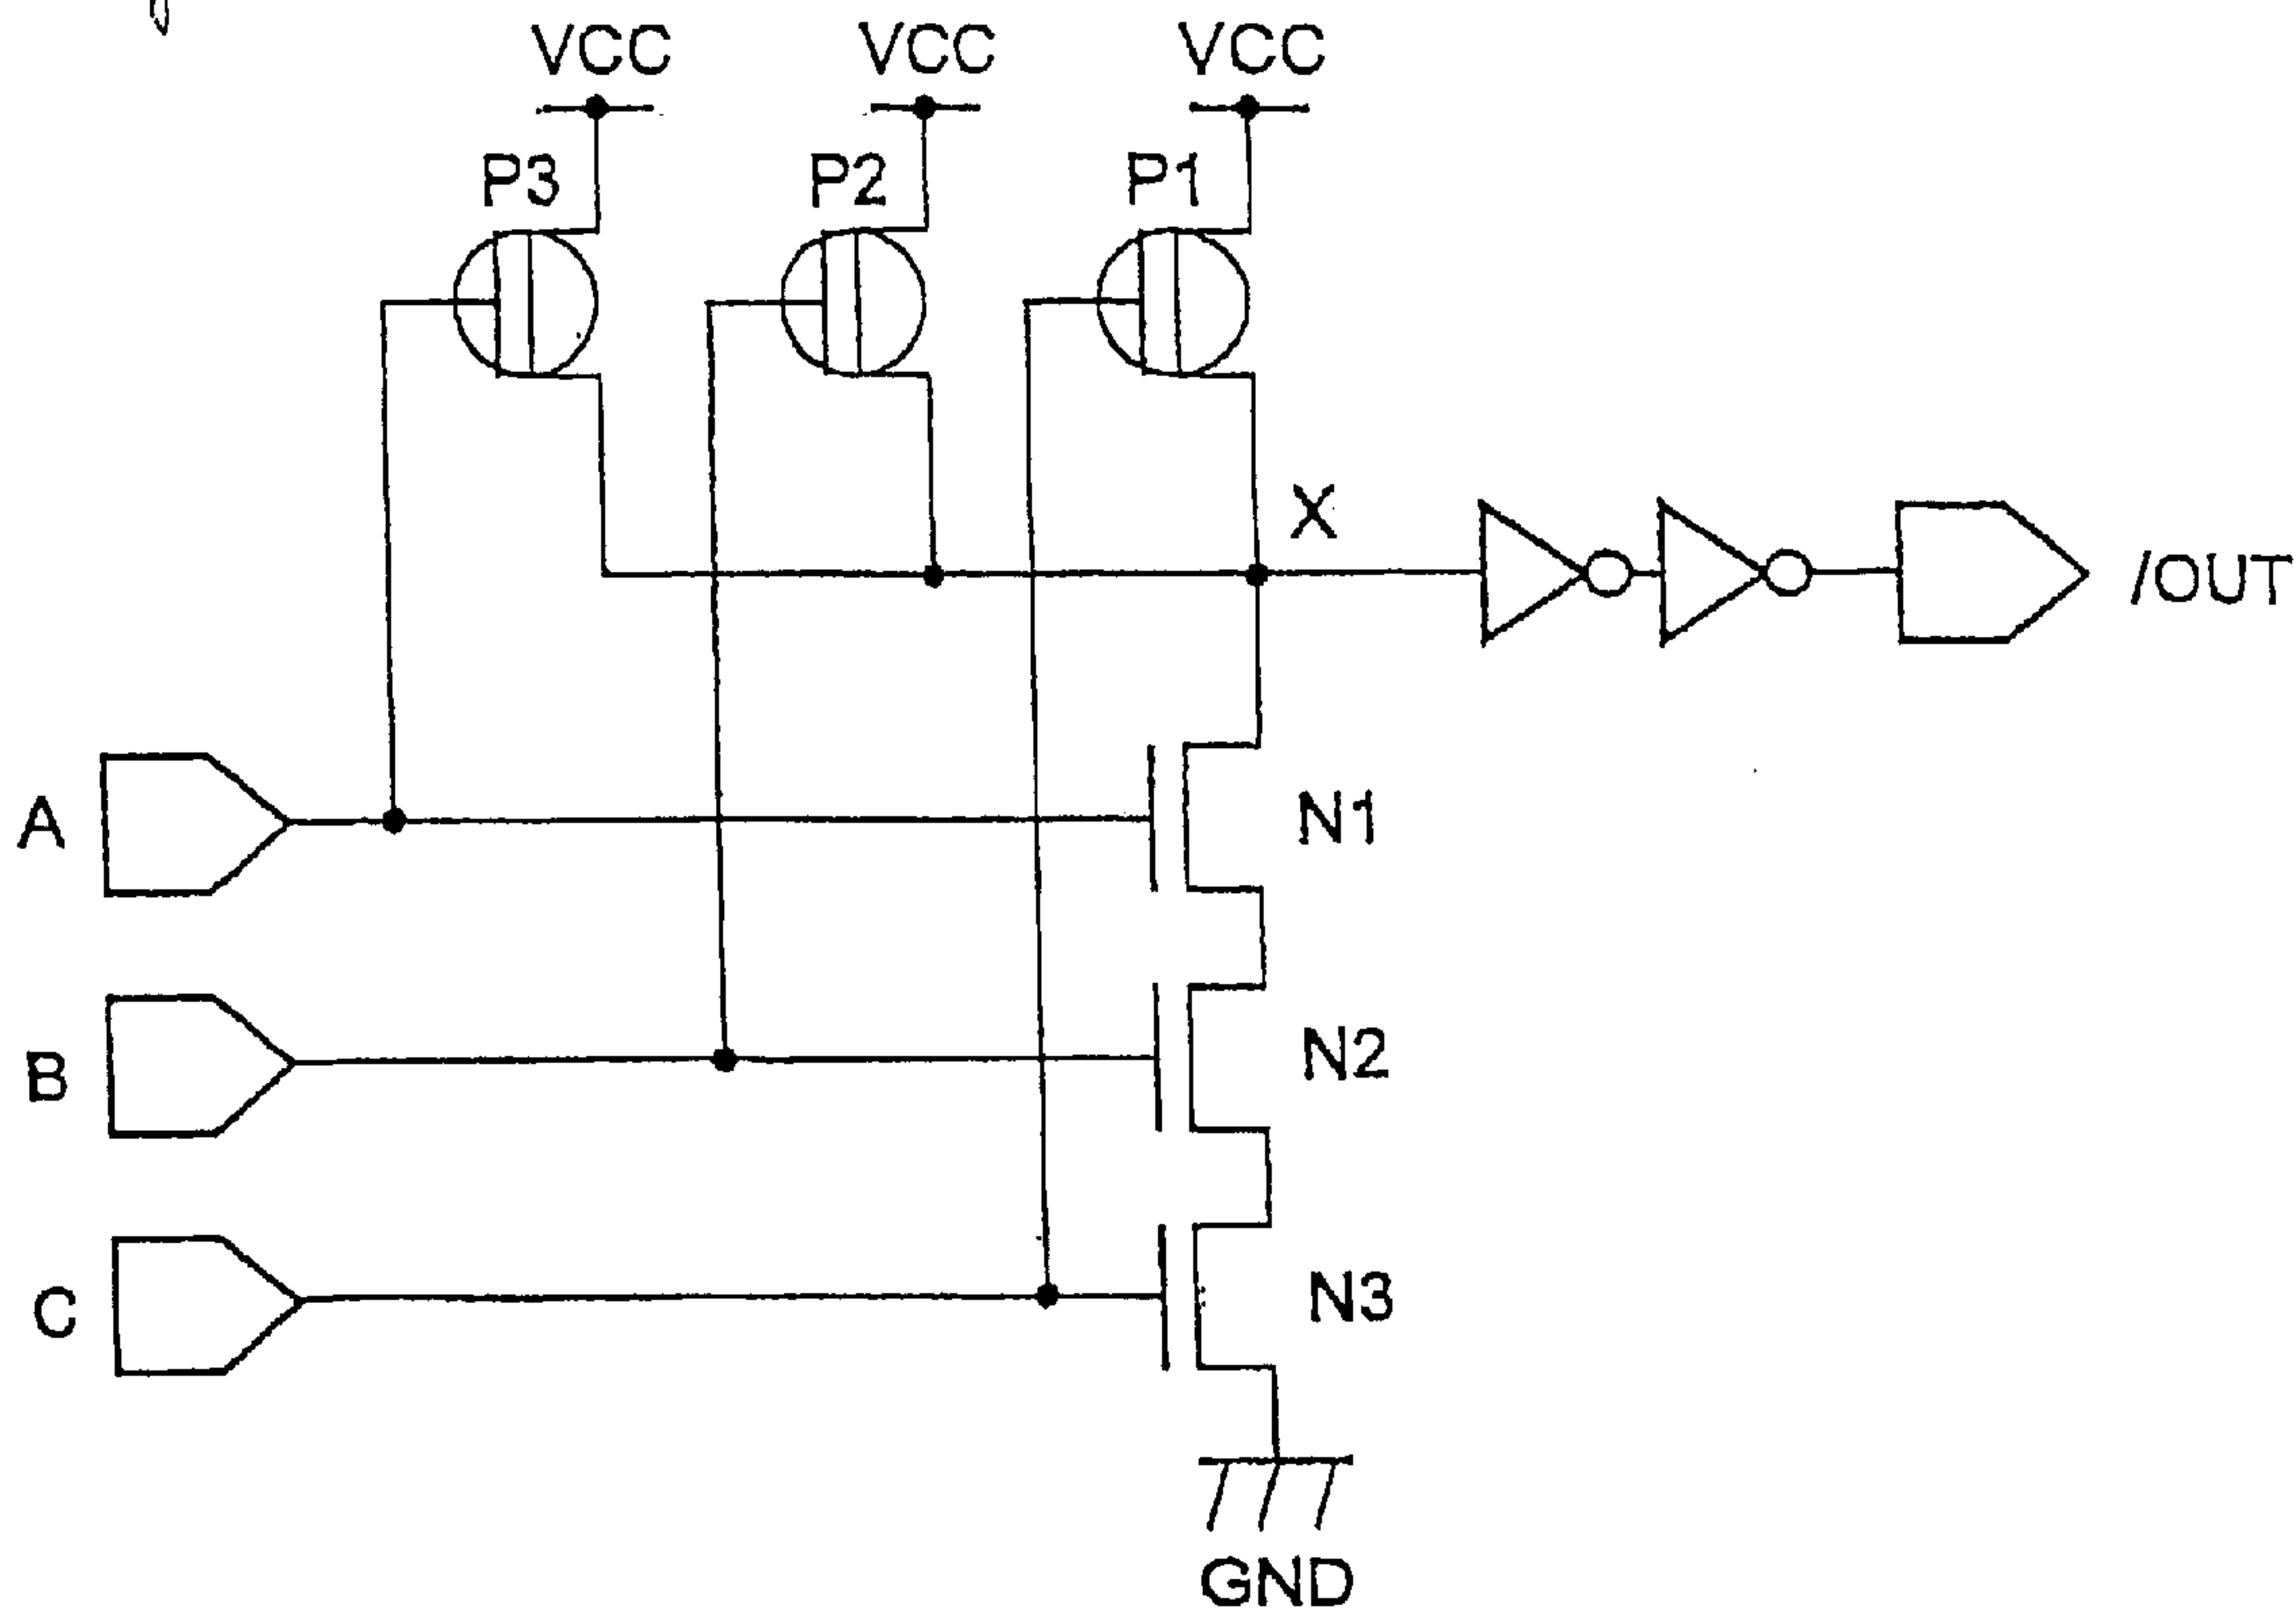 VCC VCC VCC
P3 P2 P1
X
/OUT
A N1
B N2
C N3
GND